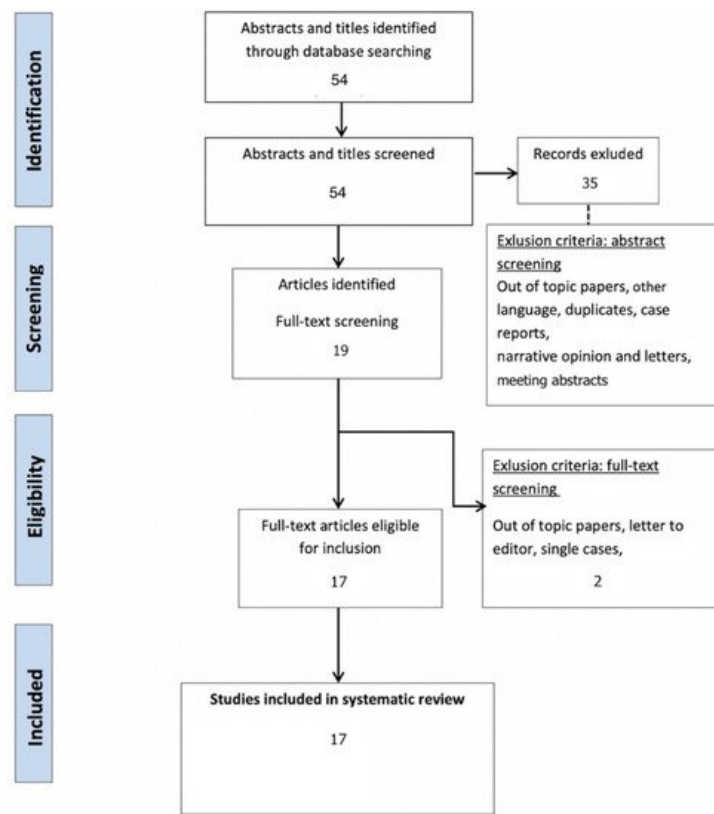 Abstracts and titles identified
through database searching
54
Identification
Abstracts and titles screened
54
Records exluded
35
Exlusion criteria: abstract
screening
Out of topic papers, other
language, duplicates, case
reports,
narrative opinion and letters,
meeting abstracts
Screening
Articles identified
Full-text screening
19
Eligibility
Exlusion criteria: full-text
screening
Out of topic papers, letter to
editor, single cases,
2
Full-text articles eligible
for inclusion
17
Included
Studies included in systematic review
17